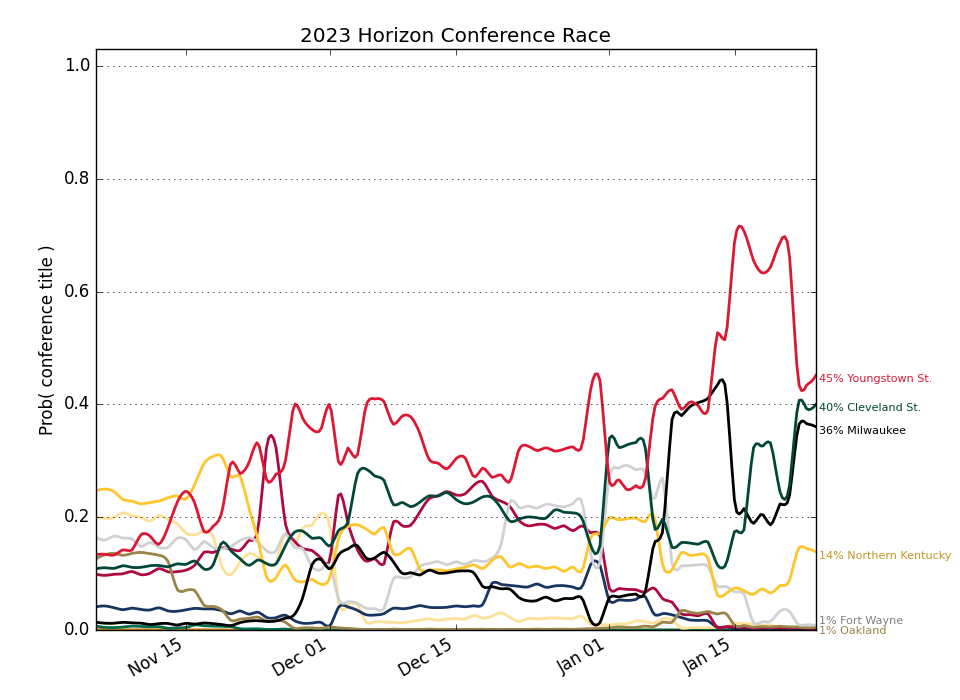 2023 Horizon Conference Race
Prob( conference title )
1.0
0.8
0.6
0.4
0.2
0.0
Nov 15
Dec 01
Dec 15
Jan 01
Jan 15
45% Youngstown St.
40% Cleveland St.
36% Milwaukee
14% Northern Kentucky
1% Fort Wayne
1% Oakland